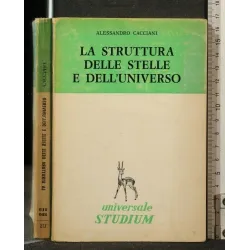 ALESSANDRO CACCIANI
LA STRUTTURA
DELLE STELLE
E DELL'UNIVERSO
universale
STUDIUM